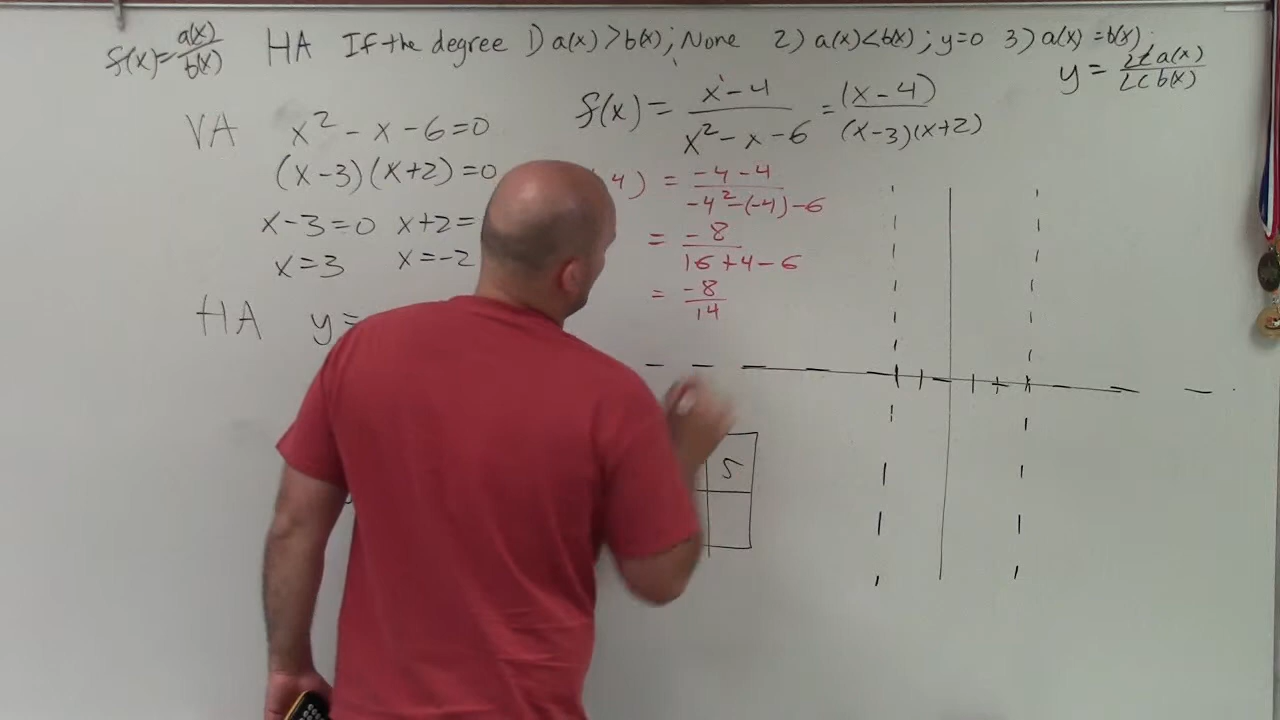 f(x)= a(x)/b(x) HA If the degree 1) a(x)>b(x); None 2) a(x)<b(x); y=0 3) a(x)=b(x);
y = LC a(x)/LC b(x)
f(x) = x-4/x²-x-6 = (x-4)/(x-3)(x+2)
VA x²-x-6=0
(x-3)(x+2)=0
x-3=0 x+2=
x=3 x=-2
HA y=
4) = -4-4/-4²-(-4)-6
= -8/16+4-6
= -8/14
5